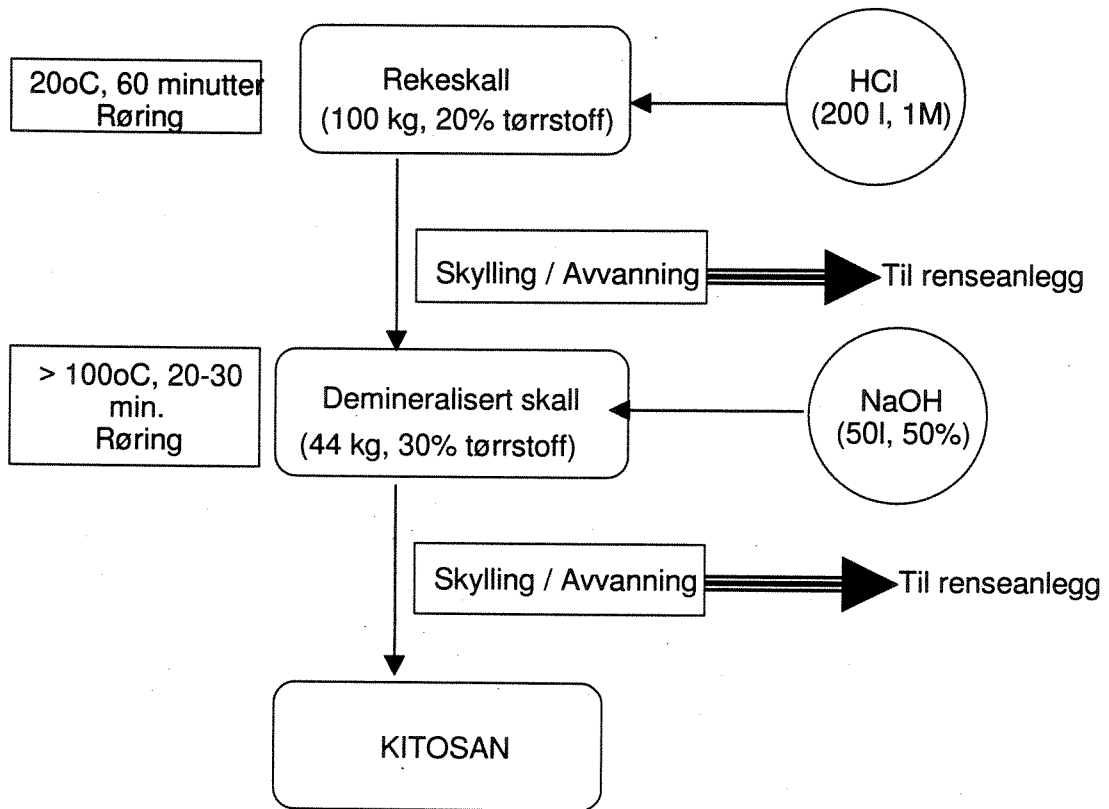 20oC, 60 minutter
Røring
Rekeskall
(100 kg, 20% tørrstoff)
HCl
(200 l, 1M)
Skylling / Avvanning
Til renseanlegg
> 100oC, 20-30
min.
Røring
Demineralisert skall
(44 kg, 30% tørrstoff)
NaOH
(50l, 50%)
Skylling / Avvanning
Til renseanlegg
KITOSAN